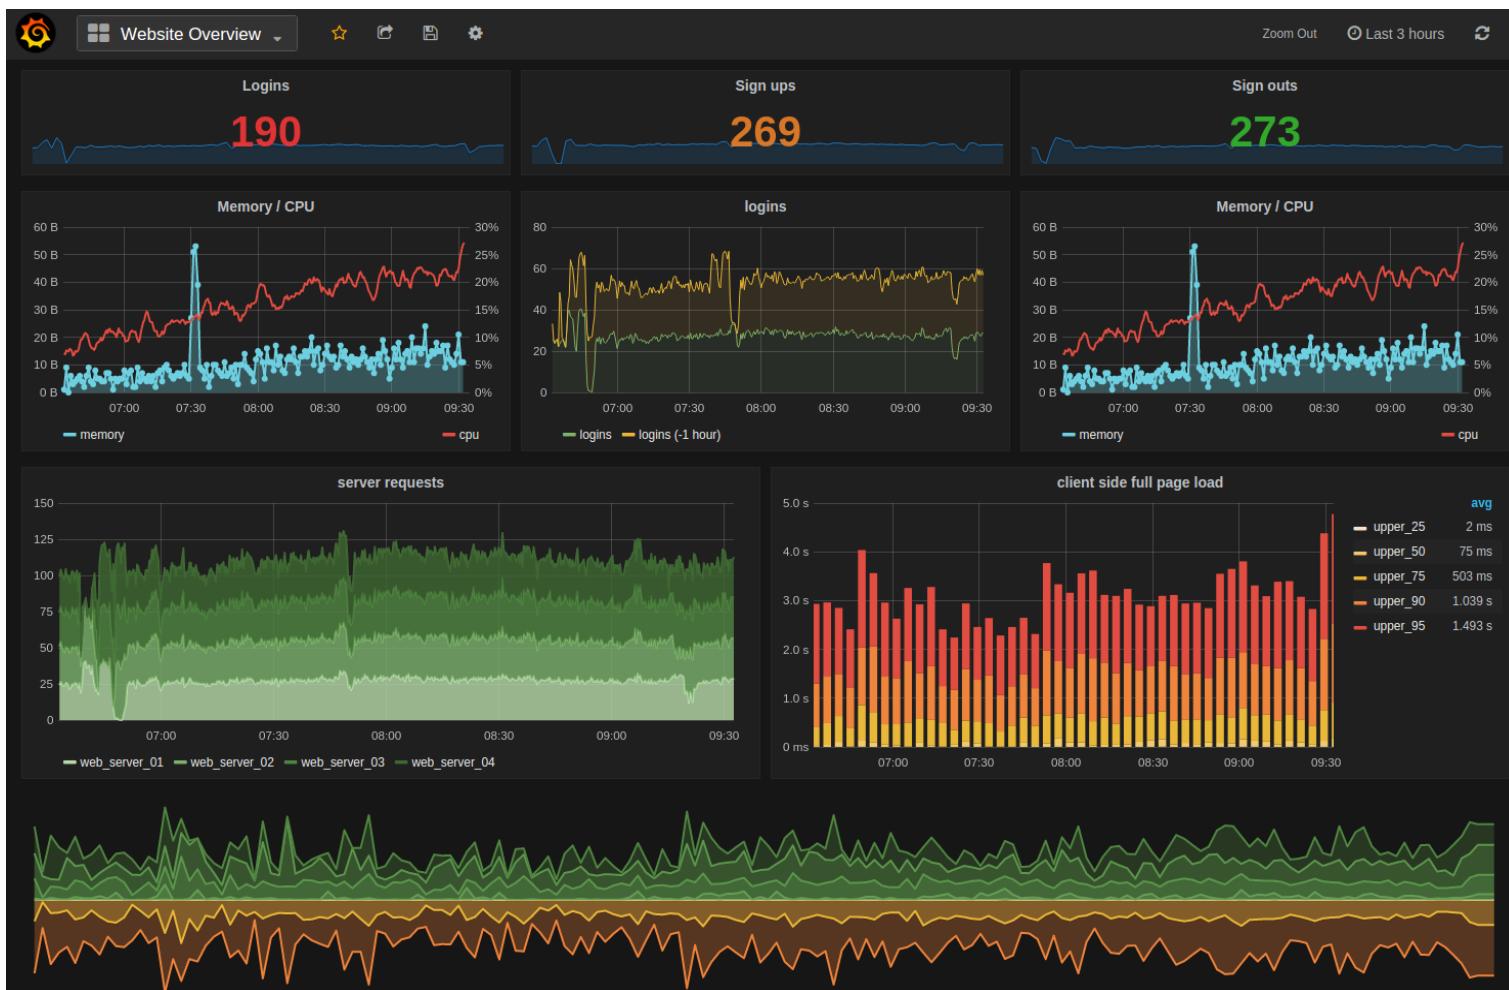 Website Overview
Zoom Out Last 3 hours
Logins
190
Sign ups
269
Sign outs
273
Memory / CPU
60 B 30%
50 B 25%
40 B 20%
30 B 15%
20 B 10%
10 B 5%
0 B 0%
07:00 07:30 08:00 08:30 09:00 09:30
memory cpu
logins
80
60
40
20
0
07:00 07:30 08:00 08:30 09:00 09:30
logins logins (-1 hour)
Memory / CPU
60 B 30%
50 B 25%
40 B 20%
30 B 15%
20 B 10%
10 B 5%
0 B 0%
07:00 07:30 08:00 08:30 09:00 09:30
memory cpu
server requests
150
125
100
75
50
25
0
07:00 07:30 08:00 08:30 09:00 09:30
web_server_01 web_server_02 web_server_03 web_server_04
client side full page load
5.0 s
4.0 s
3.0 s
2.0 s
1.0 s
0 ms
07:00 07:30 08:00 08:30 09:00 09:30
avg
upper_25 2 ms
upper_50 75 ms
upper_75 503 ms
upper_90 1.039 s
upper_95 1.493 s